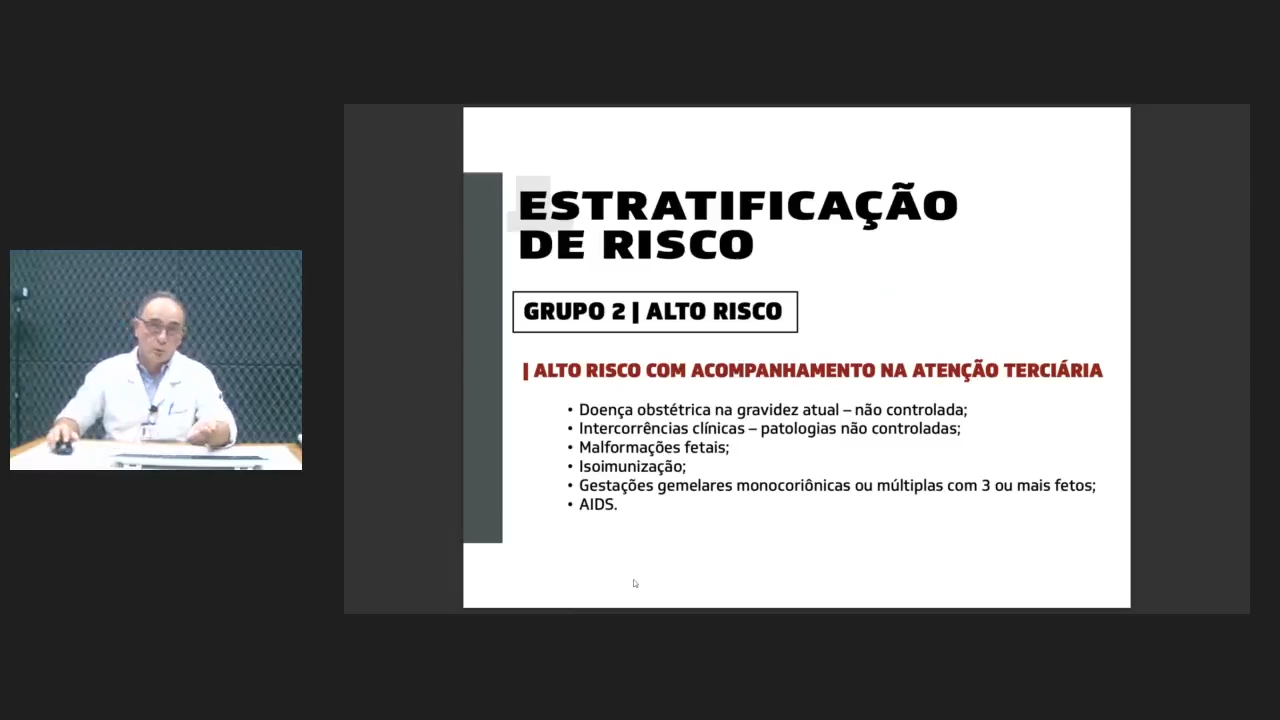 ESTRATIFICAÇÃO
DE RISCO
GRUPO 2 | ALTO RISCO
| ALTO RISCO COM ACOMPANHAMENTO NA ATENÇÃO TERCIÁRIA
• Doença obstétrica na gravidez atual – não controlada;
• Intercorrências clínicas – patologias não controladas;
• Malformações fetais;
• Isoimunização;
• Gestações gemelares monocoriônicas ou múltiplas com 3 ou mais fetos;
• AIDS.